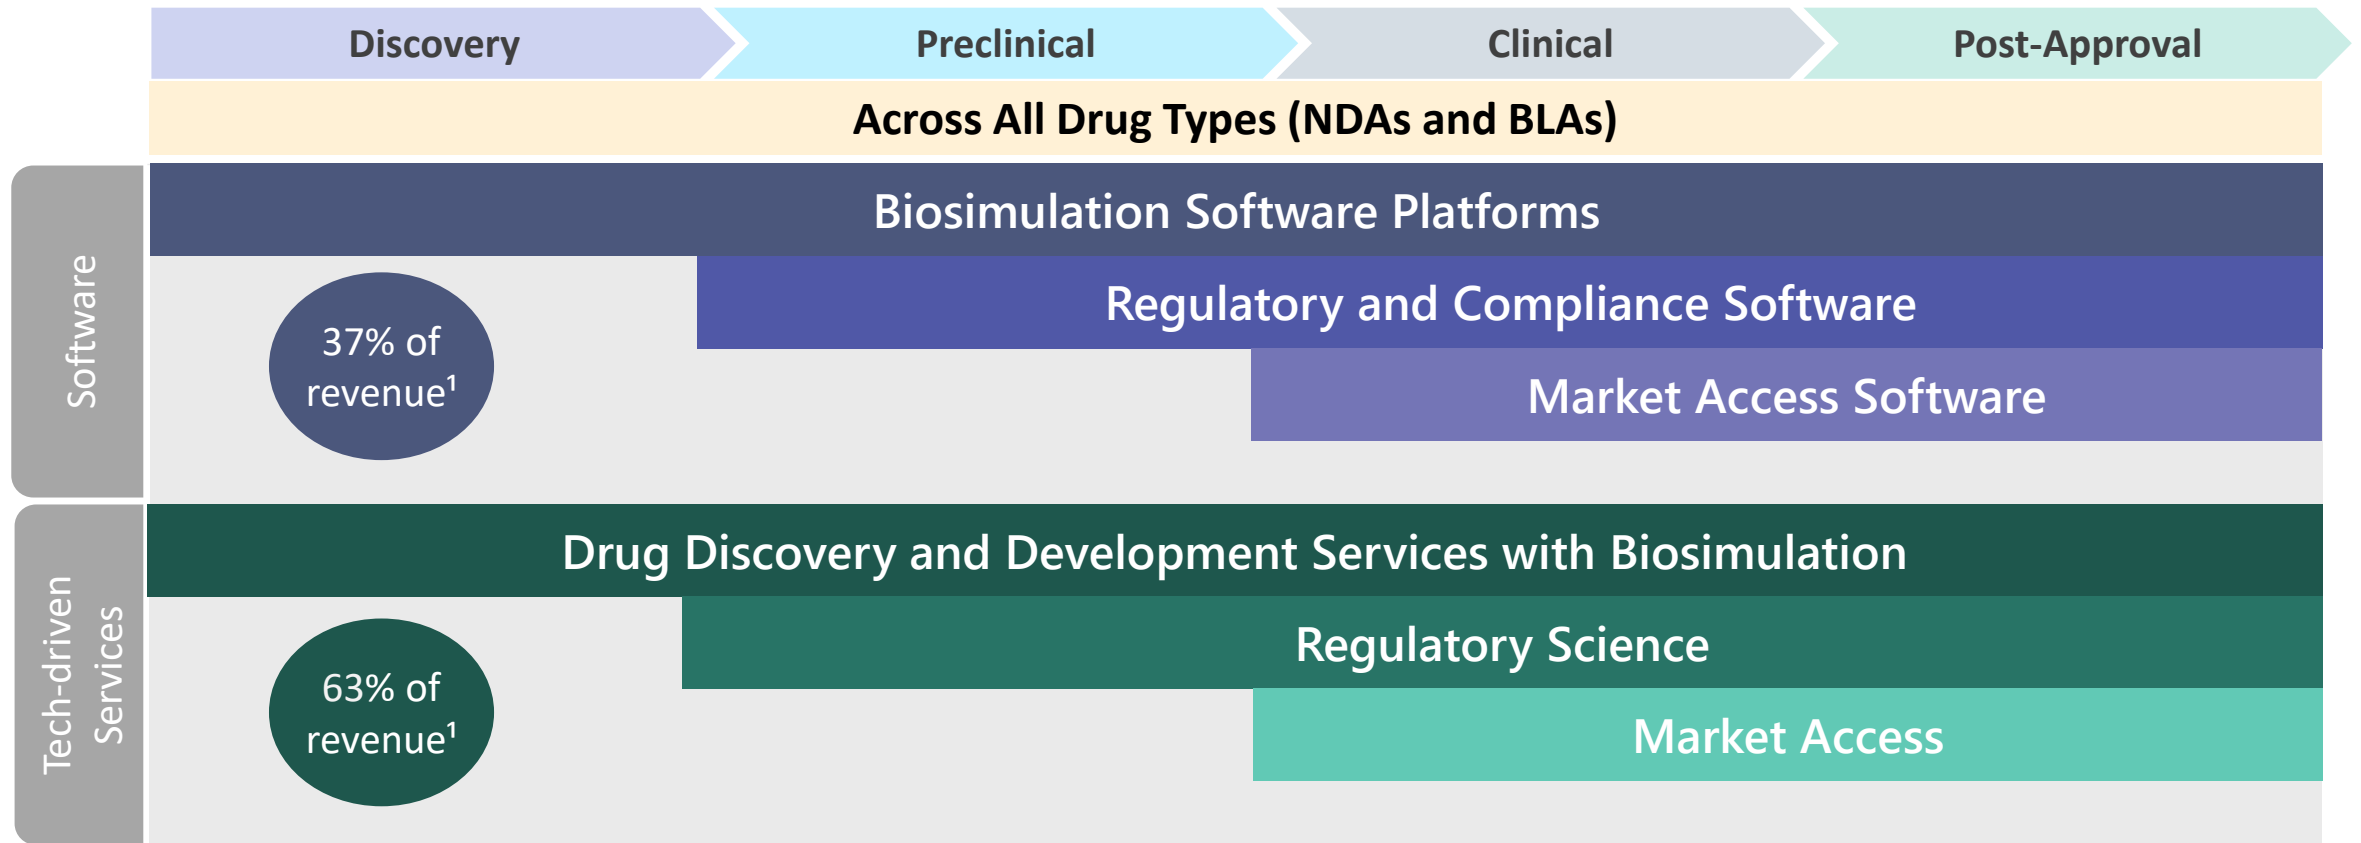 Discovery
Preclinical
Clinical
Post-Approval
Across All Drug Types (NDAs and BLAs)
Software
Biosimulation Software Platforms
Regulatory and Compliance Software
Market Access Software
37% of
revenue¹
Tech-driven
Services
Drug Discovery and Development Services with Biosimulation
Regulatory Science
Market Access
63% of
revenue¹